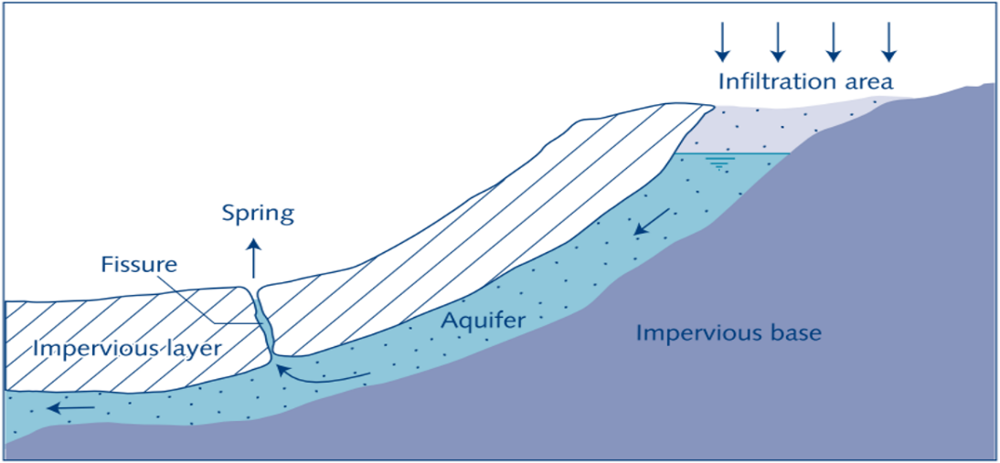 Infiltration area
Spring
Fissure
Aquifer
Impervious base
Impervious layer